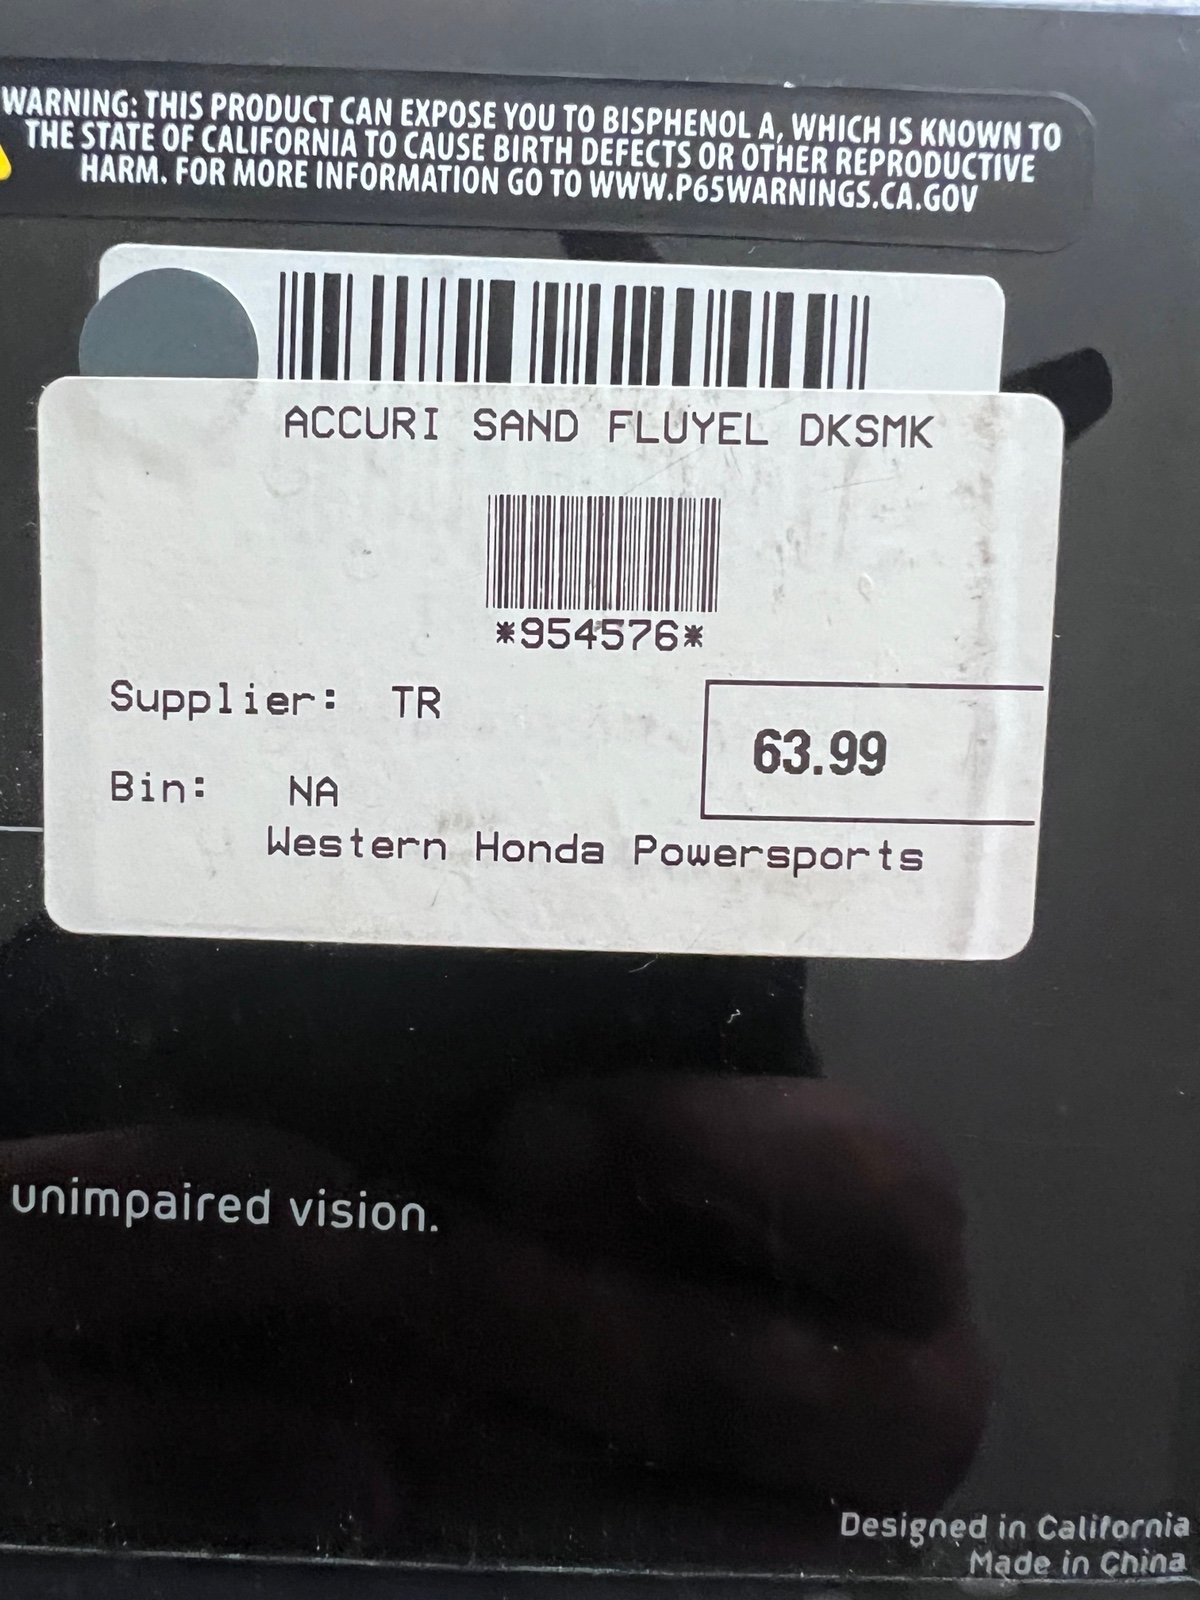 WARNING: THIS PRODUCT CAN EXPOSE YOU TO BISPHENOL A, WHICH IS KNOWN TO
THE STATE OF CALIFORNIA TO CAUSE BIRTH DEFECTS OR OTHER REPRODUCTIVE
HARM. FOR MORE INFORMATION GO TO WWW.P65WARNINGS.CA.GOV
ACCURI SAND FLUYEL DKSMK
*954576*
Supplier: TR
63.99
Bin: NA
Western Honda Powersports
unimpaired vision.
Designed in California
Made in China